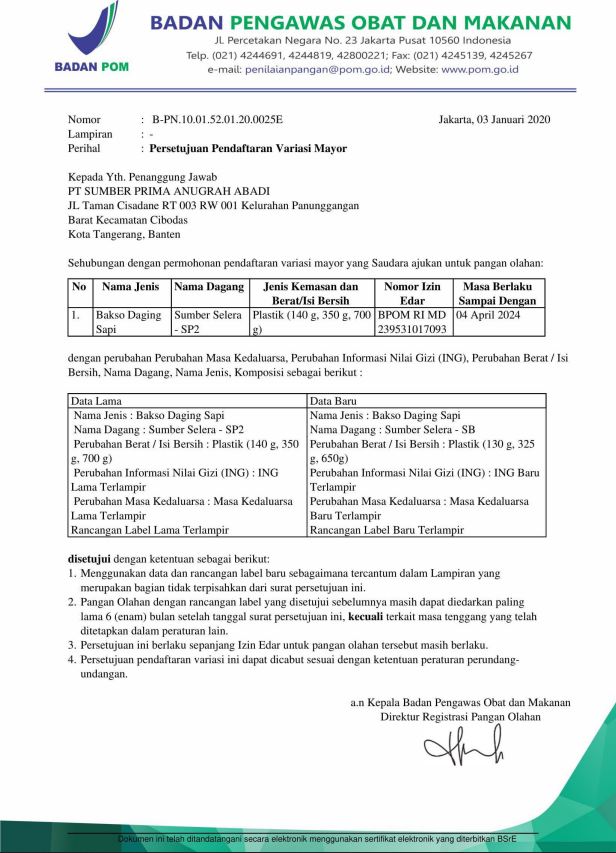 BADAN POM
BADAN PENGAWAS OBAT DAN MAKANAN
Jl. Percetakan Negara No. 23 Jakarta Pusat 10560 Indonesia
Telp. (021) 4244691, 4244819, 42800221; Fax: (021) 4245139, 4245267
e-mail: penilaianpangan@pom.go.id; Website: www.pom.go.id
Nomor : B-PN.10.01.52.01.20.0025E Jakarta, 03 Januari 2020
Lampiran : -
Perihal : Persetujuan Pendaftaran Variasi Mayor
Kepada Yth. Penanggung Jawab
PT SUMBER PRIMA ANUGRAH ABADI
JL Taman Cisadane RT 003 RW 001 Kelurahan Panunggangan
Barat Kecamatan Cibodas
Kota Tangerang, Banten
Sehubungan dengan permohonan pendaftaran variasi mayor yang Saudara ajukan untuk pangan olahan:
No Nama Jenis Nama Dagang Jenis Kemasan dan Nomor Izin Masa Berlaku
Berat/Isi Bersih Edar Sampai Dengan
1. Bakso Daging Sumber Selera Plastik (140 g, 350 g, 700 BPOM RI MD 04 April 2024
Sapi - SP2 g) 239531017093
dengan perubahan Perubahan Masa Kedaluarsa, Perubahan Informasi Nilai Gizi (ING), Perubahan Berat / Isi
Bersih, Nama Dagang, Nama Jenis, Komposisi sebagai berikut :
Data Lama Data Baru
Nama Jenis : Bakso Daging Sapi Nama Jenis : Bakso Daging Sapi
Nama Dagang : Sumber Selera - SP2 Nama Dagang : Sumber Selera - SB
Perubahan Berat / Isi Bersih : Plastik (140 g, 350 Perubahan Berat / Isi Bersih : Plastik (130 g, 325
g, 700 g) g, 650g)
Perubahan Informasi Nilai Gizi (ING) : ING Perubahan Informasi Nilai Gizi (ING) : ING Baru
Lama Terlampir Terlampir
Perubahan Masa Kedaluarsa : Masa Kedaluarsa Perubahan Masa Kedaluarsa : Masa Kedaluarsa
Lama Terlampir Baru Terlampir
Rancangan Label Lama Terlampir Rancangan Label Baru Terlampir
disetujui dengan ketentuan sebagai berikut:
1. Menggunakan data dan rancangan label baru sebagaimana tercantum dalam Lampiran yang
merupakan bagian tidak terpisahkan dari surat persetujuan ini.
2. Pangan Olahan dengan rancangan label yang disetujui sebelumnya masih dapat diedarkan paling
lama 6 (enam) bulan setelah tanggal surat persetujuan ini, kecuali terkait masa tenggang yang telah
ditetapkan dalam peraturan lain.
3. Persetujuan ini berlaku sepanjang Izin Edar untuk pangan olahan tersebut masih berlaku.
4. Persetujuan pendaftaran variasi ini dapat dicabut sesuai dengan ketentuan peraturan perundang-
undangan.
a.n Kepala Badan Pengawas Obat dan Makanan
Direktur Registrasi Pangan Olahan
Dokumen ini telah ditandatangani secara elektronik menggunakan sertifikat elektronik yang diterbitkan BSrE